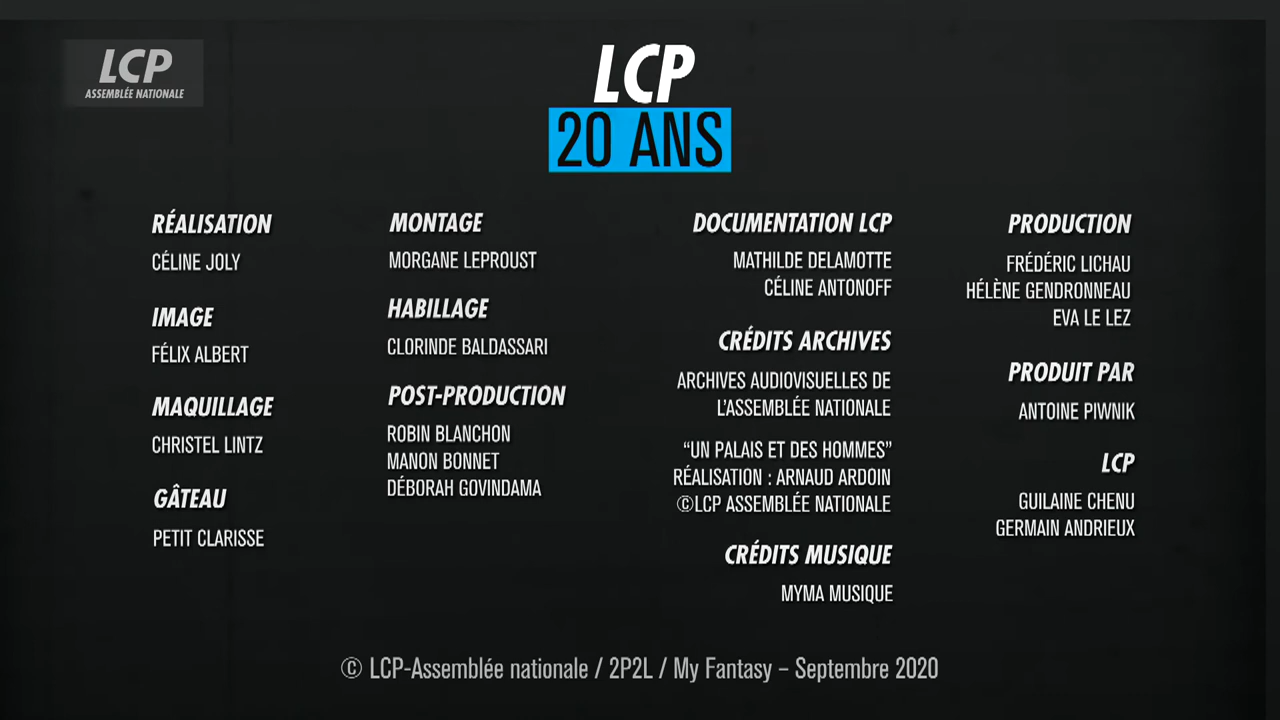 LCP
ASSEMBLÉE NATIONALE
LCP
20 ANS
RÉALISATION
CÉLINE JOLY
IMAGE
FÉLIX ALBERT
MAQUILLAGE
CHRISTEL LINTZ
GÂTEAU
PETIT CLARISSE
MONTAGE
MORGANE LEPROUST
HABILLAGE
CLORINDE BALDASSARI
POST-PRODUCTION
ROBIN BLANCHON
MANON BONNET
DÉBORAH GOVINDAMA
DOCUMENTATION LCP
MATHILDE DELAMOTTE
CÉLINE ANTONOFF
CRÉDITS ARCHIVES
ARCHIVES AUDIOVISUELLES DE
L'ASSEMBLÉE NATIONALE
“UN PALAIS ET DES HOMMES”
RÉALISATION : ARNAUD ARDOIN
©LCP ASSEMBLÉE NATIONALE
CRÉDITS MUSIQUE
MYMA MUSIQUE
PRODUCTION
FRÉDÉRIC LICHAU
HÉLÈNE GENDRONNEAU
EVA LE LEZ
PRODUIT PAR
ANTOINE PIWNIK
LCP
GUILAINE CHENU
GERMAIN ANDRIEUX
© LCP-Assemblée nationale / 2P2L / My Fantasy – Septembre 2020